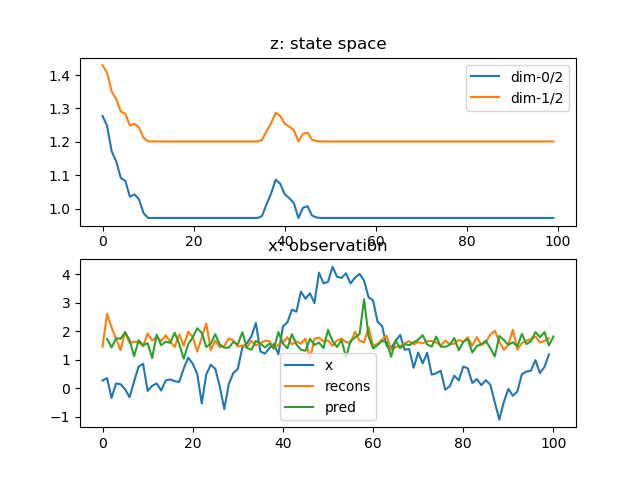 z: state space
1.4
1.3
1.2
1.1
1.0
dim-0/2
dim-1/2
0 20 40 60 80 100
x: observation
4
3
2
1
0
−1
x
recons
pred
0 20 40 60 80 100